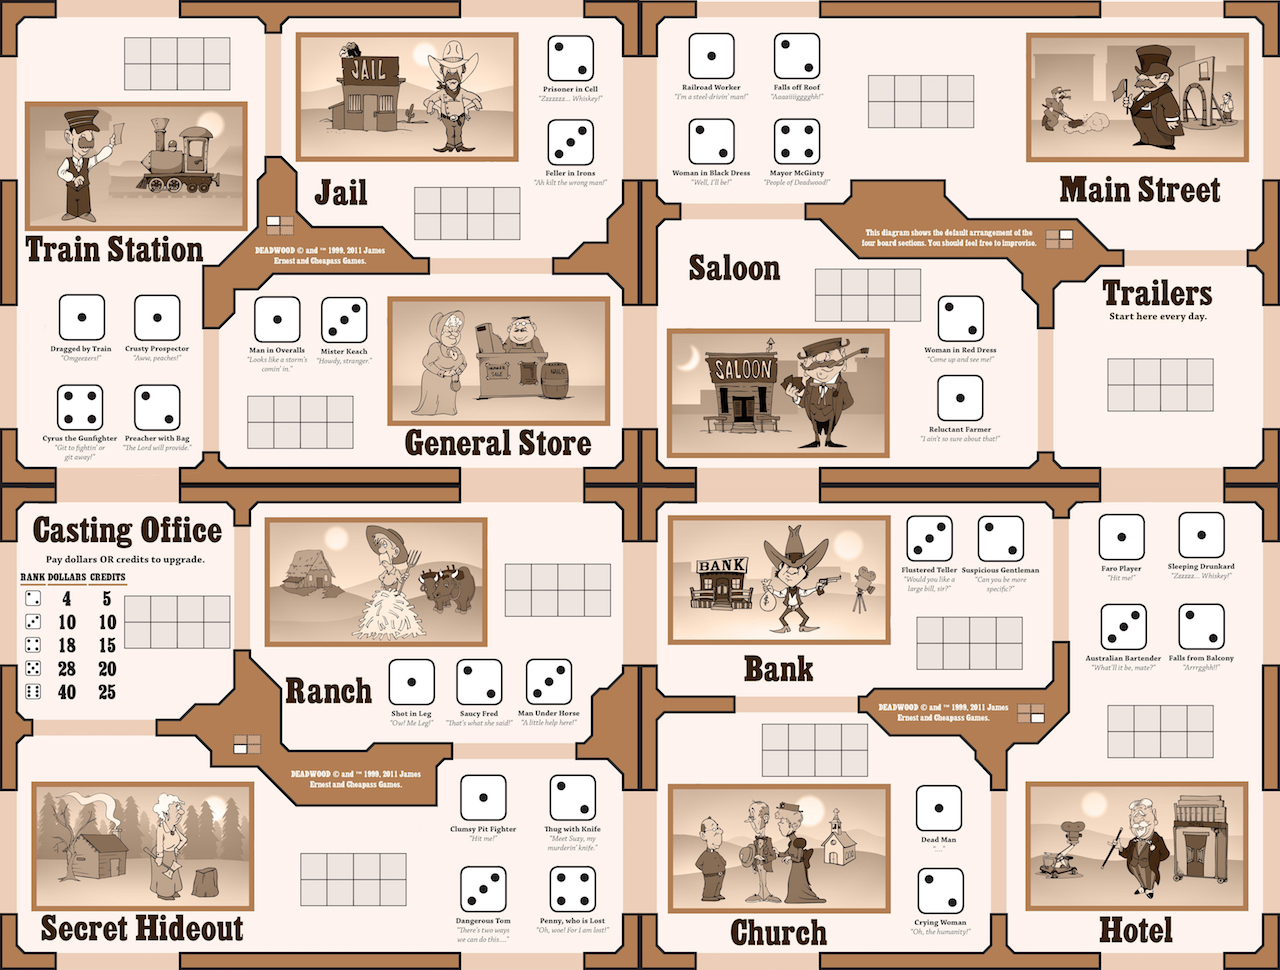 JAIL
Prisoner in Cell
"Zzzzzzz... Whiskey!"
Feller in Irons
"Ah kilt the wrong man!"
Jail
Train Station
DEADWOOD © and ™ 1999, 2011 James
Ernest and Cheapass Games.
Dragged by Train
"Omgeezers!"
Crusty Prospector
"Aww, peaches!"
Cyrus the Gunfighter
"Git to fightin' or
git away!"
Preacher with Bag
"The Lord will provide."
Man in Overalls
"Looks like a storm's
comin' in."
Mister Keach
"Howdy, stranger."
NAILS
General Store
Railroad Worker
"I'm a steel-drivin' man!"
Falls off Roof
"Aaaaiiiiggggghh!"
Woman in Black Dress
"Well, I'll be!"
Mayor McGinty
"People of Deadwood!"
Main Street
This diagram shows the default arrangement of the
four board sections. You should feel free to improvise.
Saloon
SALOON
Woman in Red Dress
"Come up and see me!"
Reluctant Farmer
"I ain't so sure about that!"
Trailers
Start here every day.
Casting Office
Pay dollars OR credits to upgrade.
RANK DOLLARS CREDITS
4 5
10 10
18 15
28 20
40 25
Ranch
Shot in Leg
"Ow! Me Leg!"
Saucy Fred
"That's what she said!"
Man Under Horse
"A little help here!"
DEADWOOD © and ™ 1999, 2011 James
Ernest and Cheapass Games.
Secret Hideout
Clumsy Pit Fighter
"Hit me!"
Thug with Knife
"Meet Suzy, my
murderin' knife."
Dangerous Tom
"There's two ways
we can do this...."
Penny, who is Lost
"Oh, woe! For I am lost!"
BANK
Bank
Flustered Teller
"Would you like a
large bill, sir?"
Suspicious Gentleman
"Can you be more
specific?"
DEADWOOD © and ™ 1999, 2011 James
Ernest and Cheapass Games.
Church
Dead Man
Crying Woman
"Oh, the humanity!"
Faro Player
"Hit me!"
Sleeping Drunkard
"Zzzzzz... Whiskey!"
Australian Bartender
"What'll it be, mate?"
Falls from Balcony
"Arrrgghh!!"
Hotel